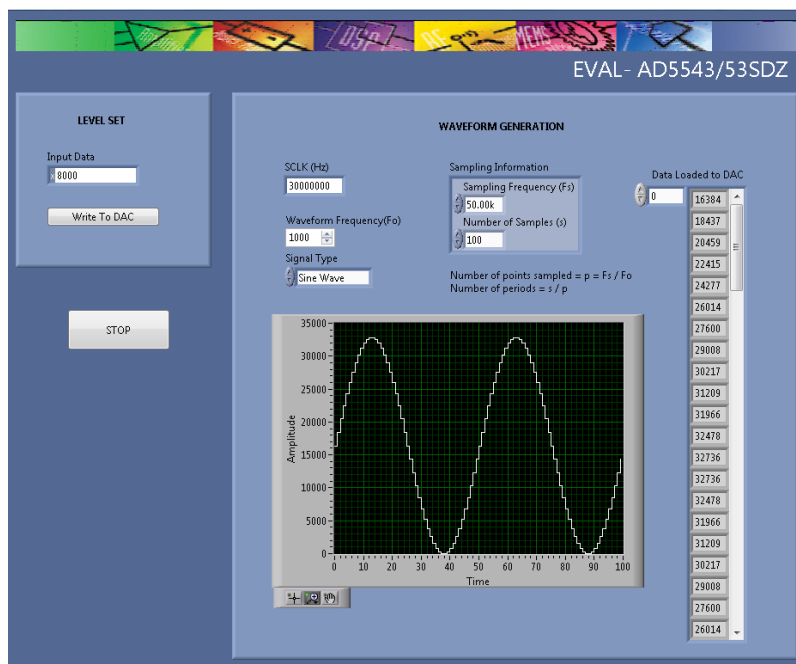 DSP
RF
MEMS
EVAL- AD5543/53SDZ
LEVEL SET
Input Data
x 8000
Write To DAC
STOP
WAVEFORM GENERATION
SCLK (Hz)
30000000
Waveform Frequency(Fo)
1000
Signal Type
Sine Wave
Sampling Information
Sampling Frequency (Fs)
50.00k
Number of Samples (s)
100
Number of points sampled = p = Fs / Fo
Number of periods = s / p
Data Loaded to DAC
0
16384
18437
20459
22415
24277
26014
27600
29008
30217
31209
31966
32478
32736
32736
32478
31966
31209
30217
29008
27600
26014
Amplitude
35000
30000
25000
20000
15000
10000
5000
0
0 10 20 30 40 50 60 70 80 90 100
Time